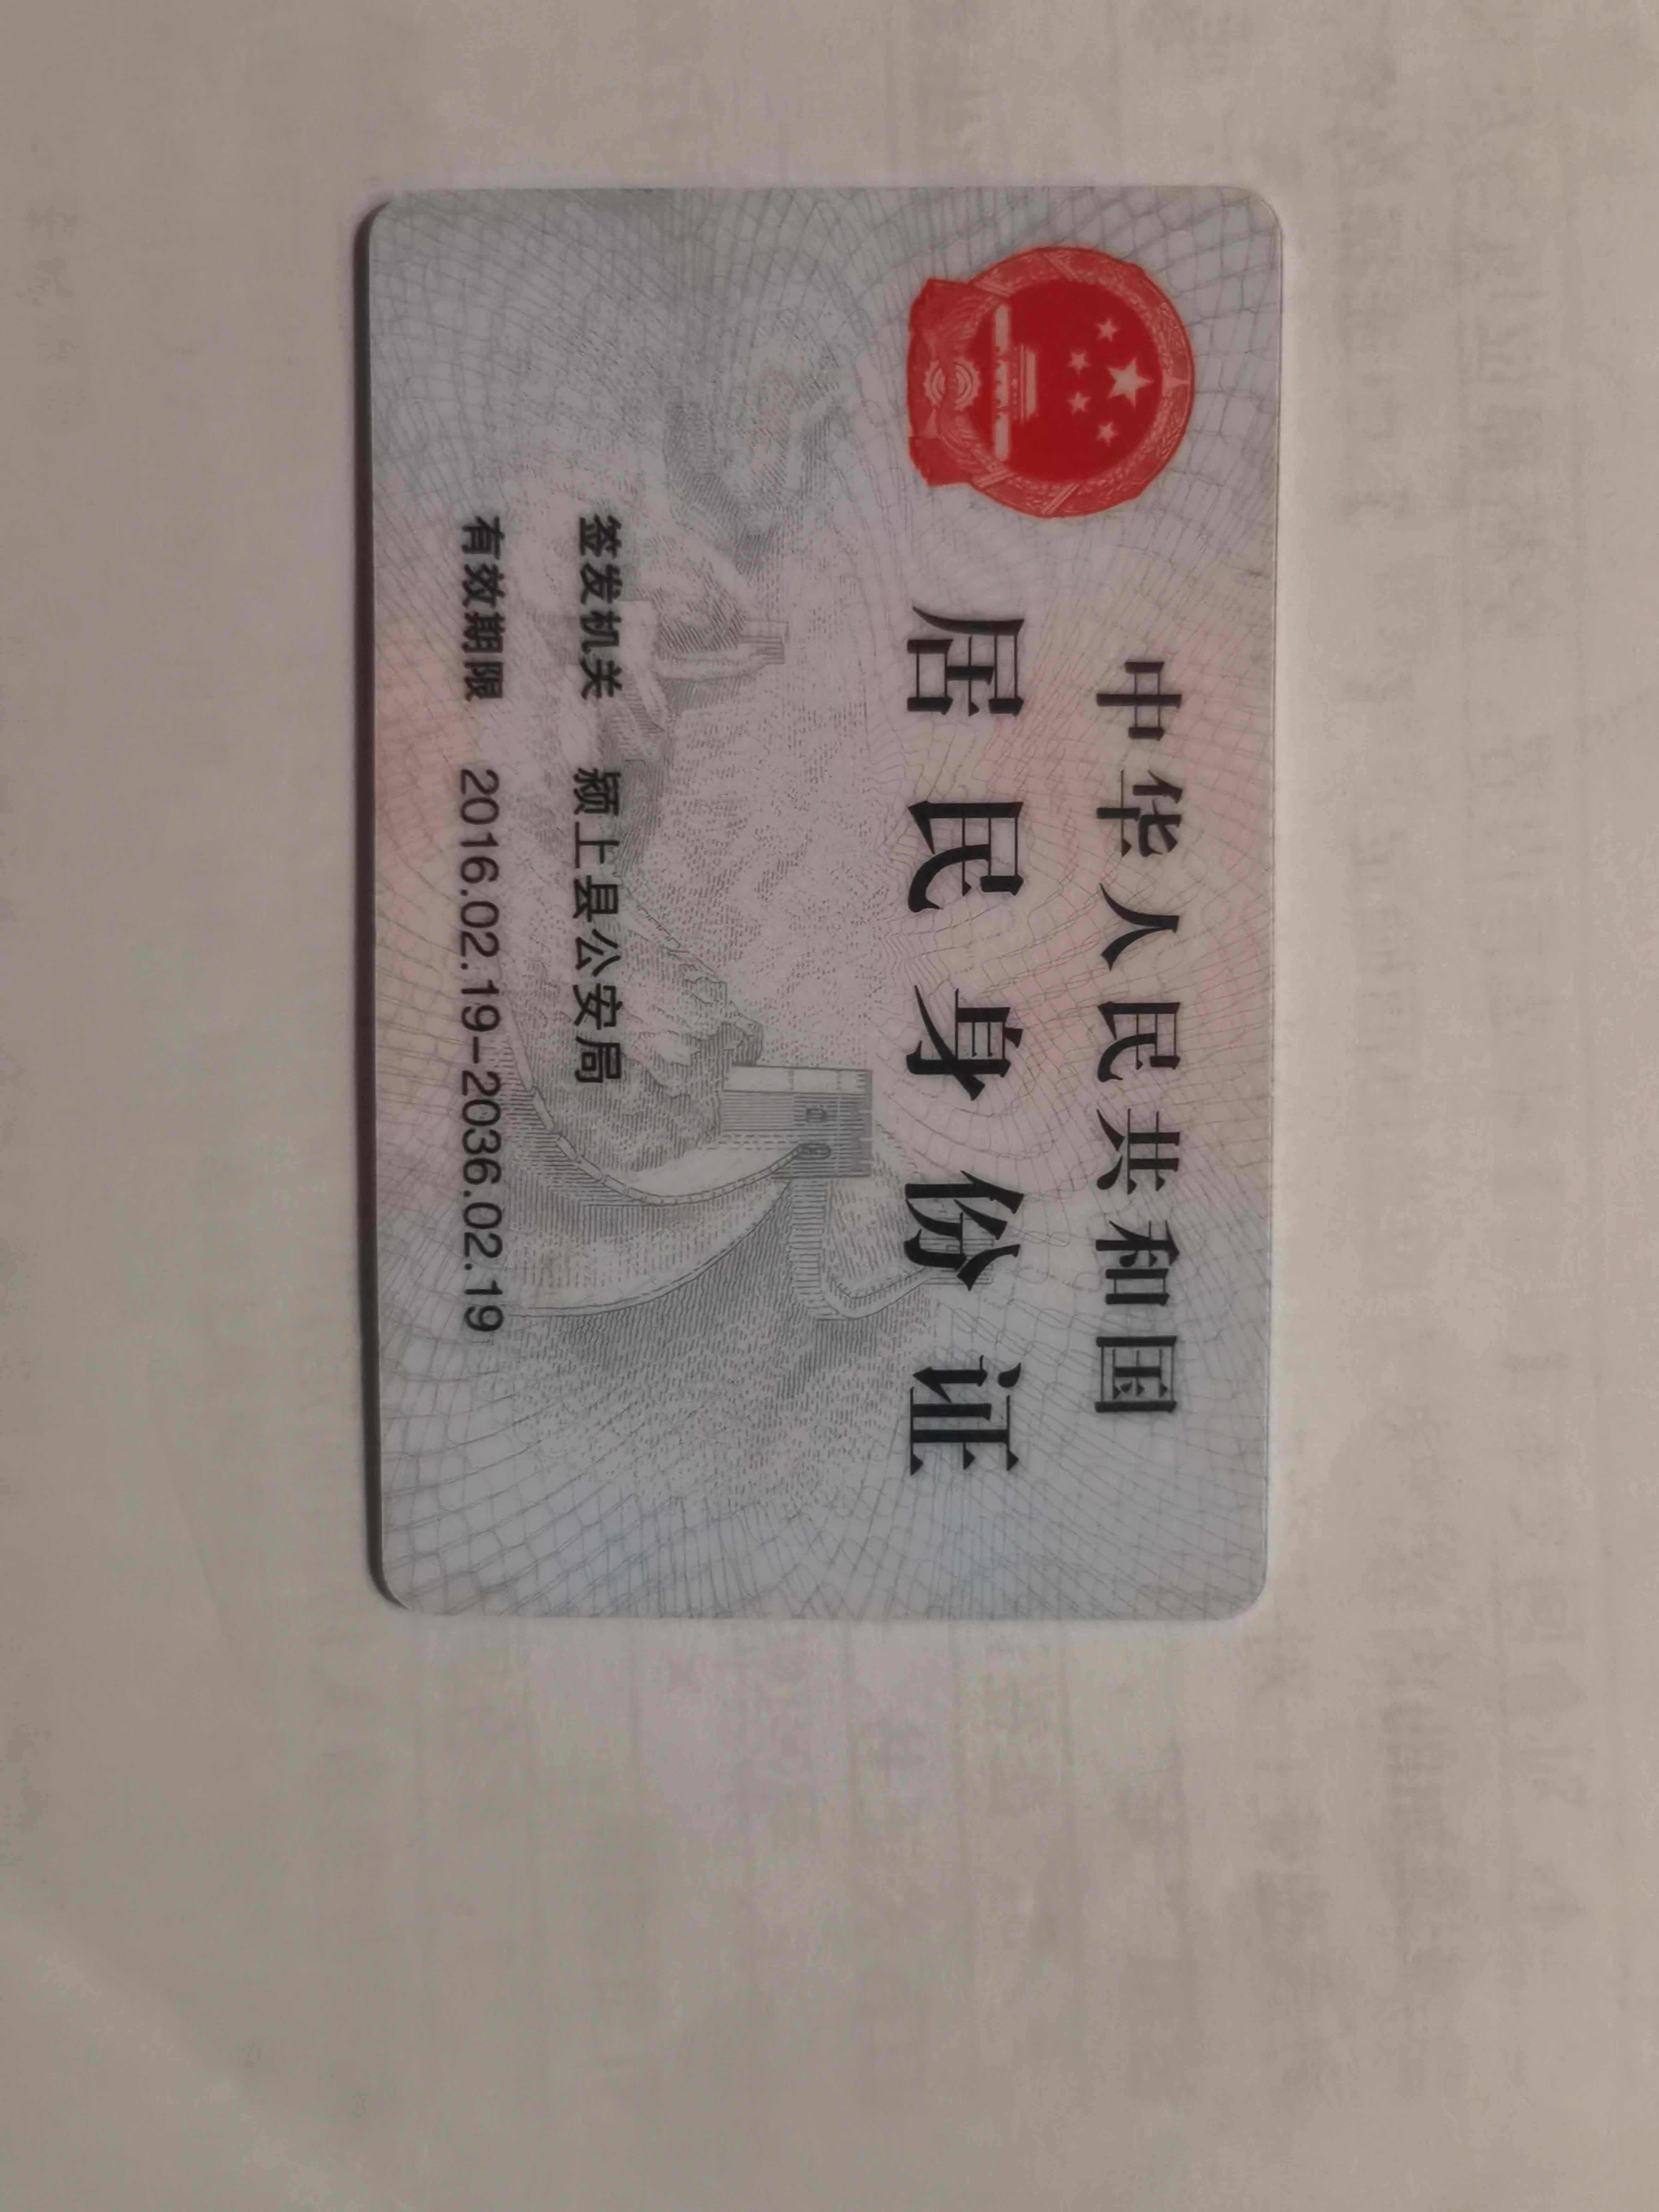 中华人民共和国
居民身份证
签发机关 颍上县公安局
有效期限 2016.02.19-2036.02.19